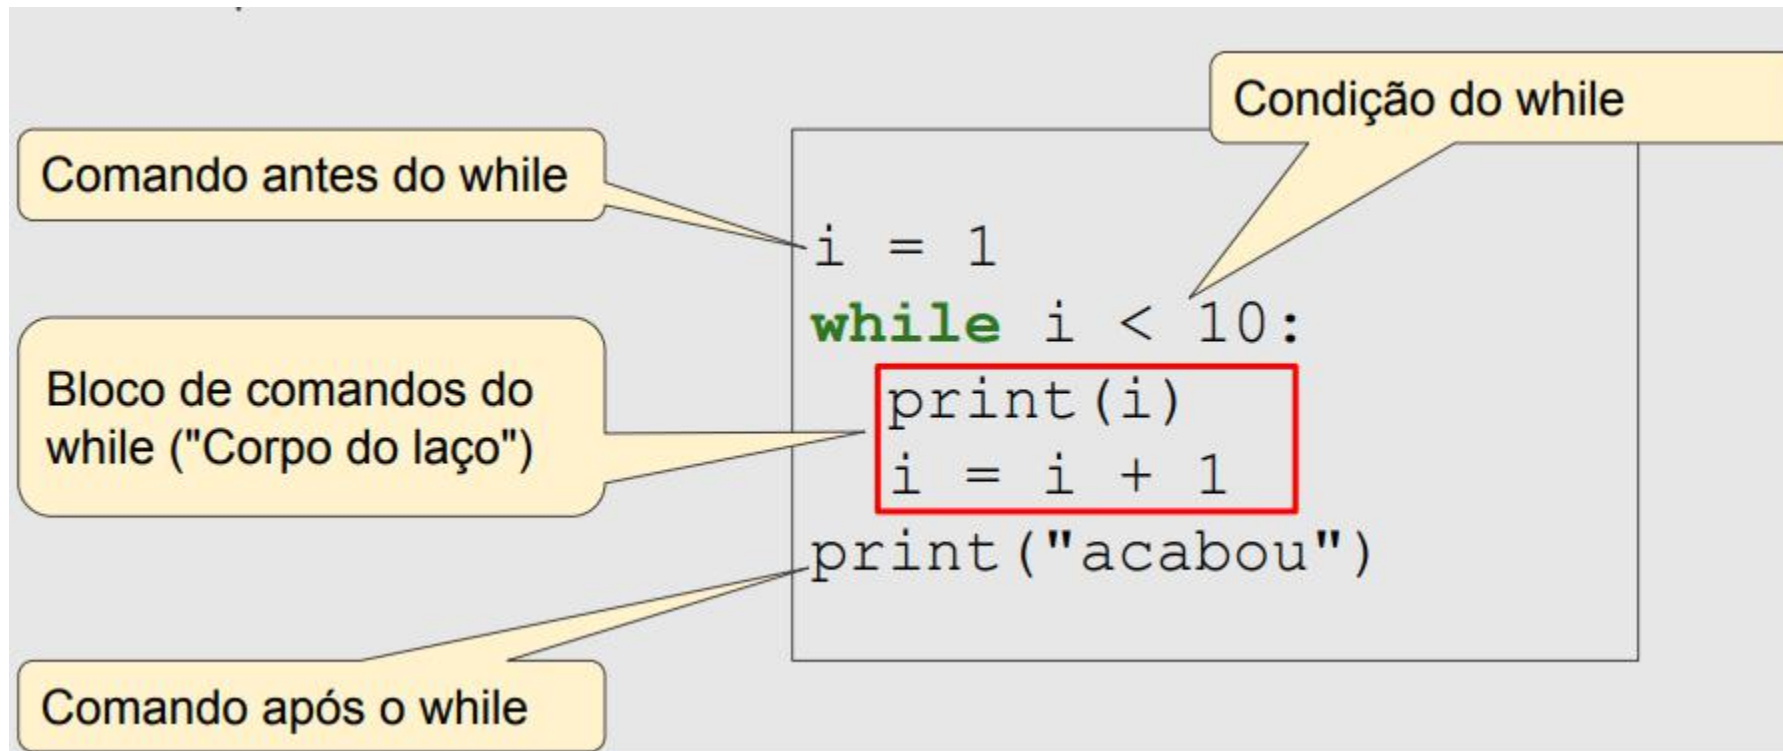 Condição do while
Comando antes do while
i = 1
while i < 10:
print(i)
i = i + 1
print("acabou")
Bloco de comandos do
while ("Corpo do laço")
Comando após o while